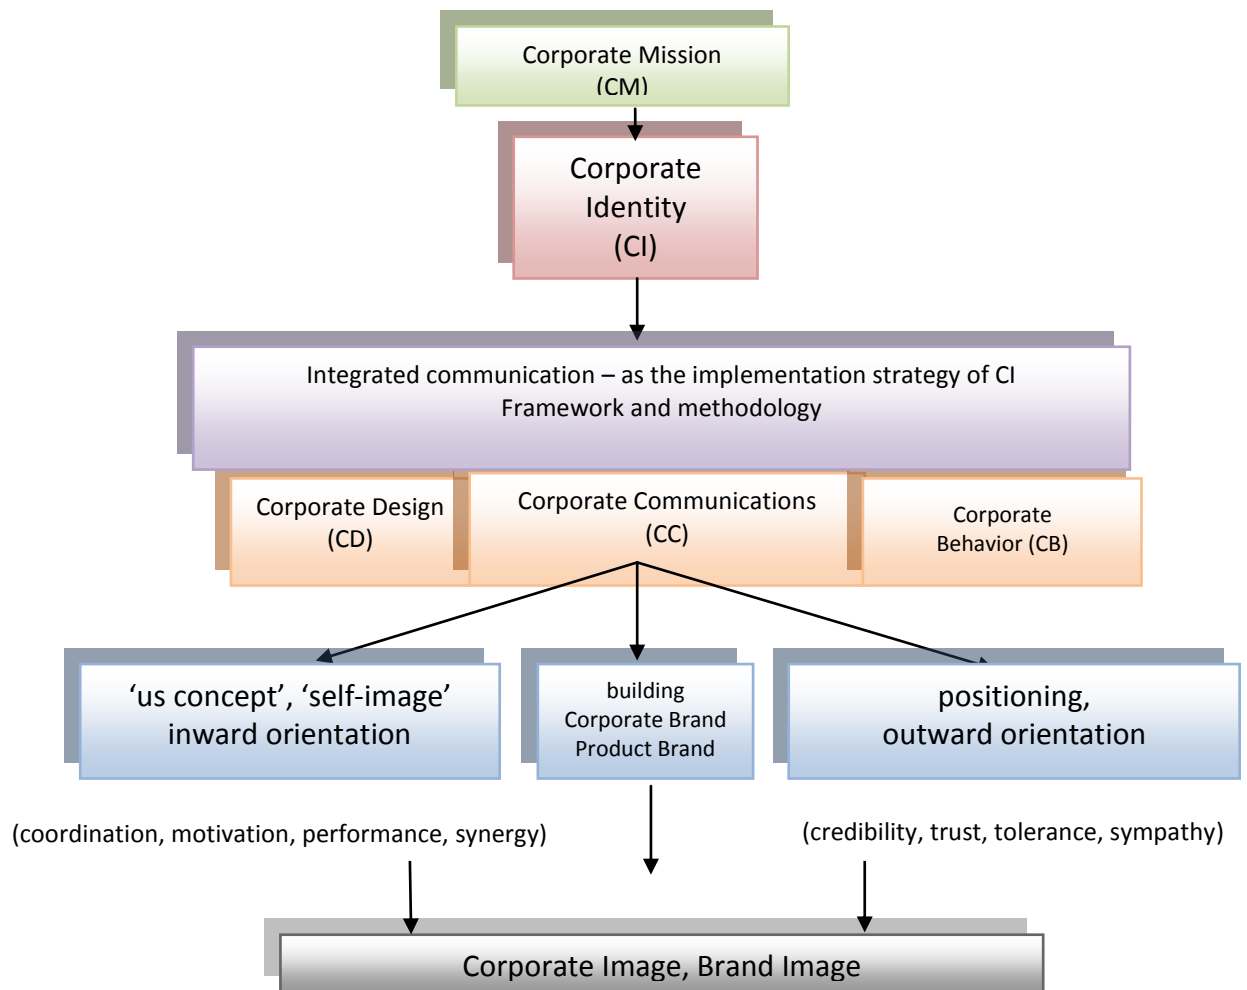 Corporate Mission
(CM)
Corporate
Identity
(CI)
Integrated communication – as the implementation strategy of CI
Framework and methodology
Corporate Design
(CD)
Corporate Communications
(CC)
Corporate
Behavior (CB)
‘us concept’, ‘self-image’
inward orientation
building
Corporate Brand
Product Brand
positioning,
outward orientation
(coordination, motivation, performance, synergy)
(credibility, trust, tolerance, sympathy)
Corporate Image, Brand Image